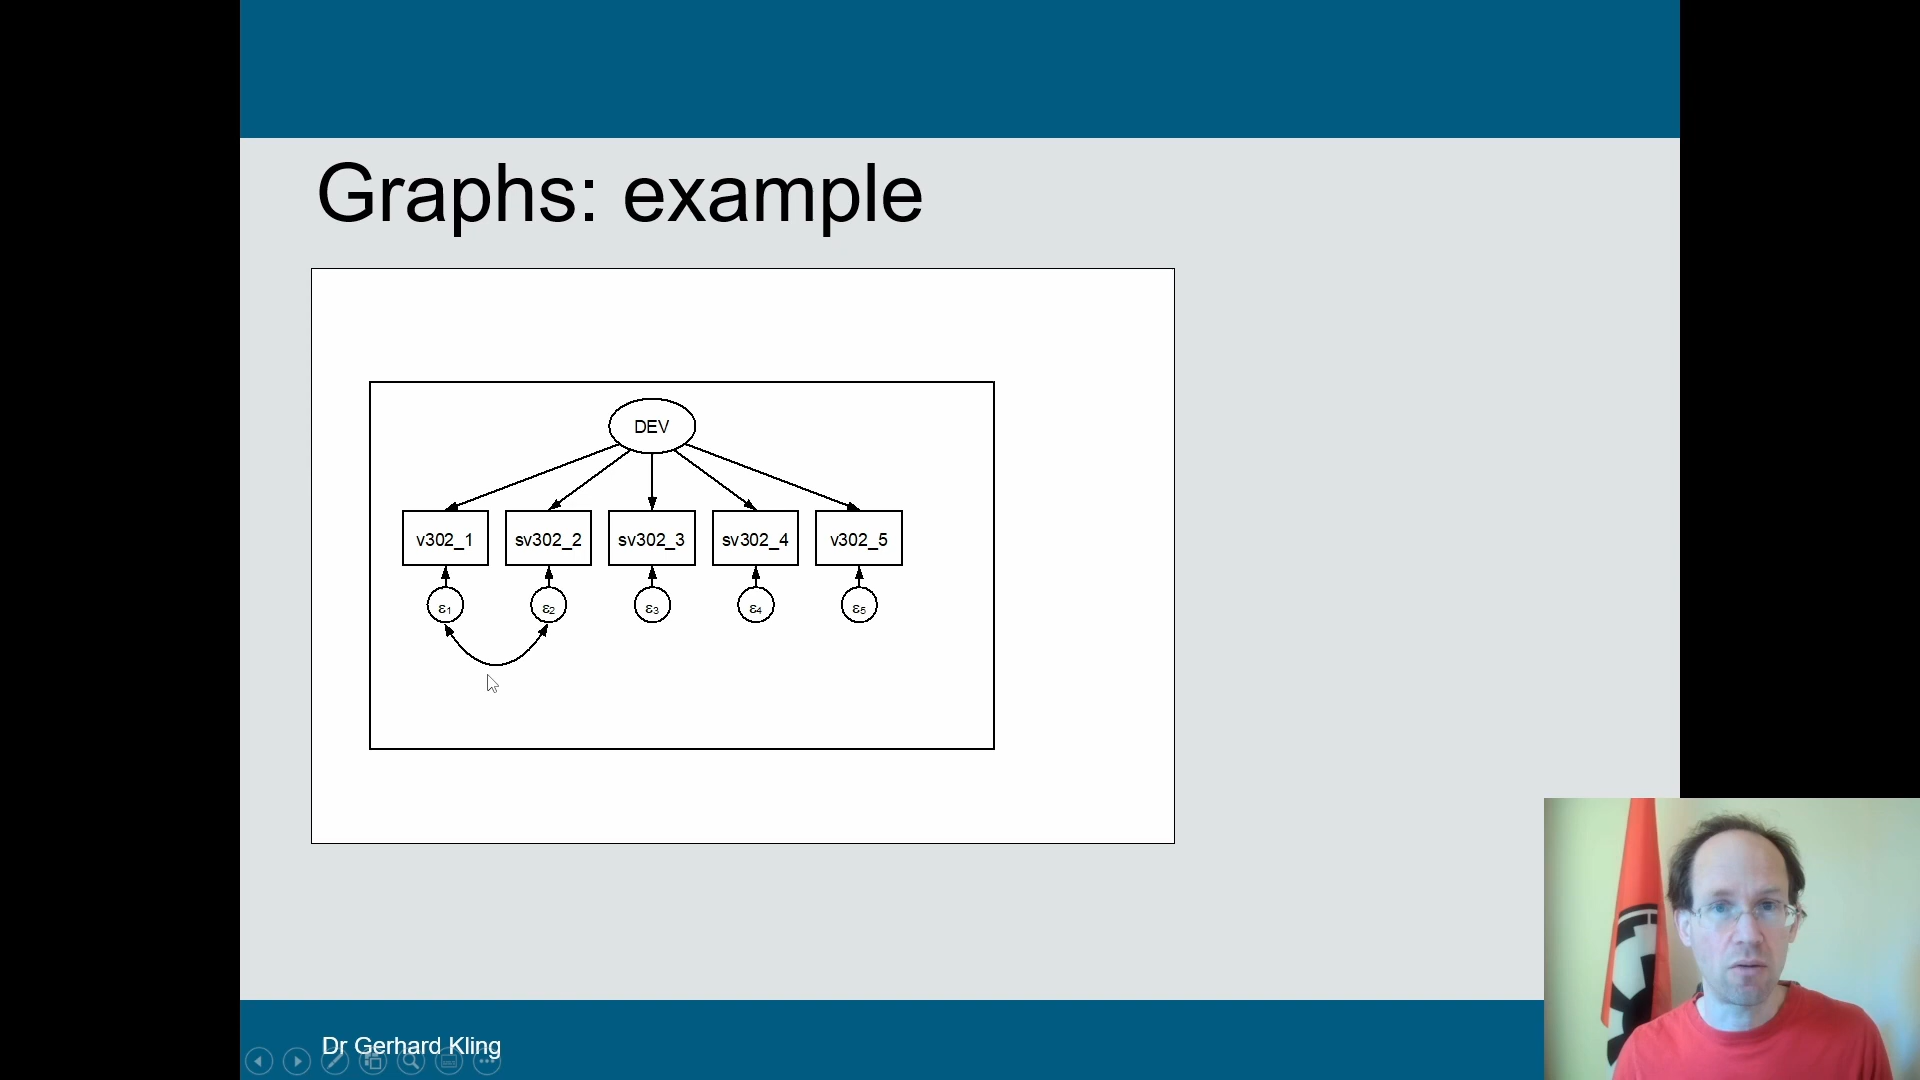 Graphs: example
DEV
v302_1 sv302_2 sv302_3 sv302_4 v302_5
ε1 ε2 ε3 ε4 ε5
Dr Gerhard Kling